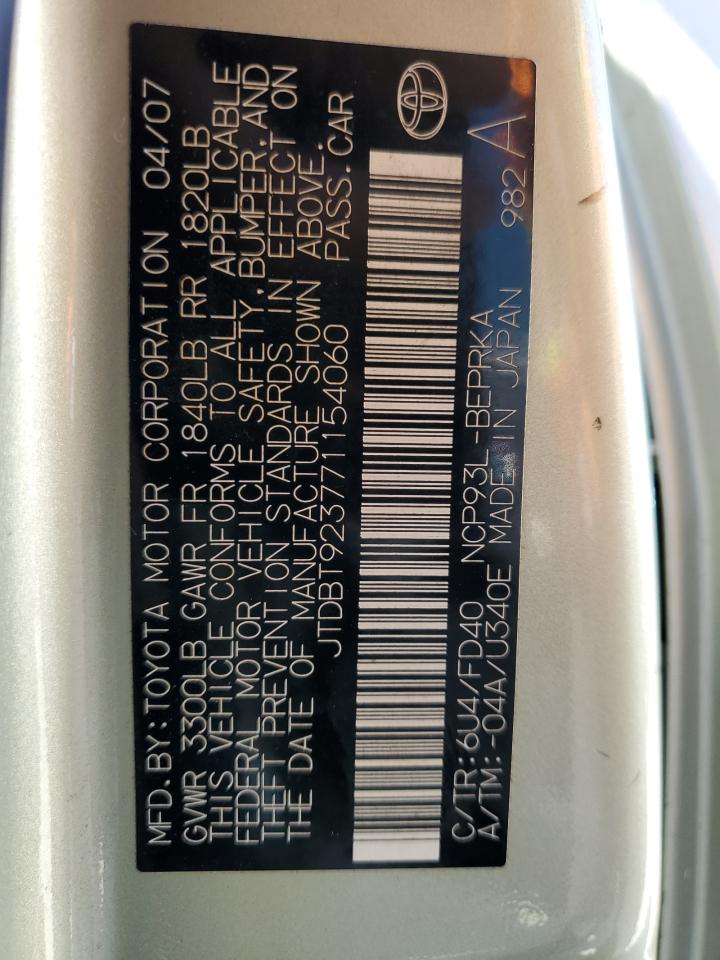 MFD.BY:TOYOTA MOTOR CORPORATION 04/07
GVWR 3300LB GAWR FR 1840LB RR 1820LB
THIS VEHICLE CONFORMS TO ALL APPLICABLE
FEDERAL MOTOR VEHICLE SAFETY,BUMPER,AND
THEFT PREVENTION STANDARDS IN EFFECT ON
THE DATE OF MANUFACTURE SHOWN ABOVE.
JTDBT923771154060 PASS.CAR
C/TR:6U4/FD40 NCP93L-BEPRKA
A/TM:-04A/U340E MADE IN JAPAN 982 A